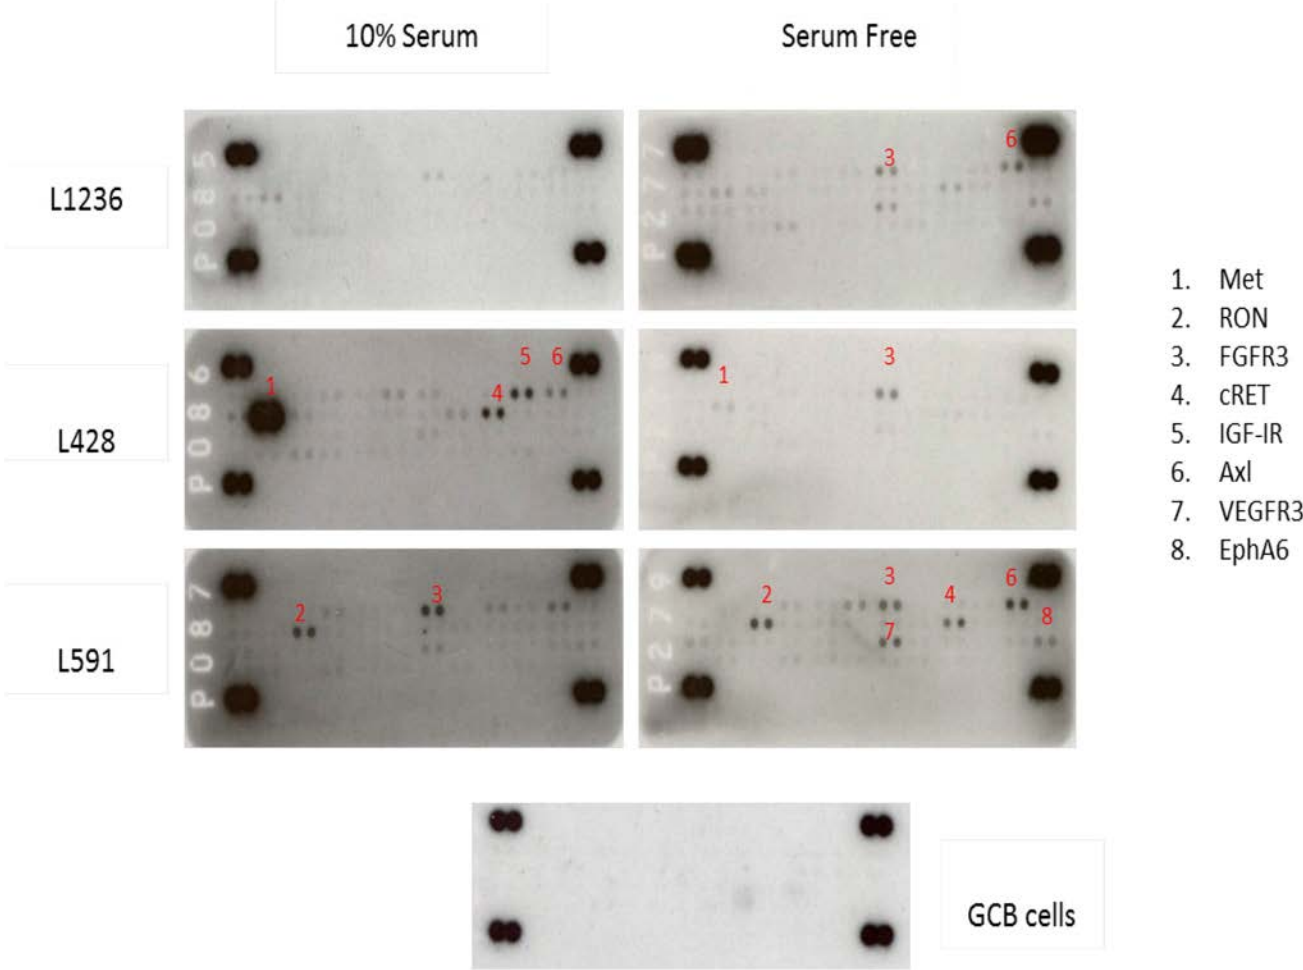 10% Serum
Serum Free
L1236
P085
P277
3
6
L428
P086
1
4
5
6
1
3
L591
P087
2
3
P279
2
3
7
4
6
8
GCB cells
1. Met
2. RON
3. FGFR3
4. cRET
5. IGF-IR
6. Axl
7. VEGFR3
8. EphA6